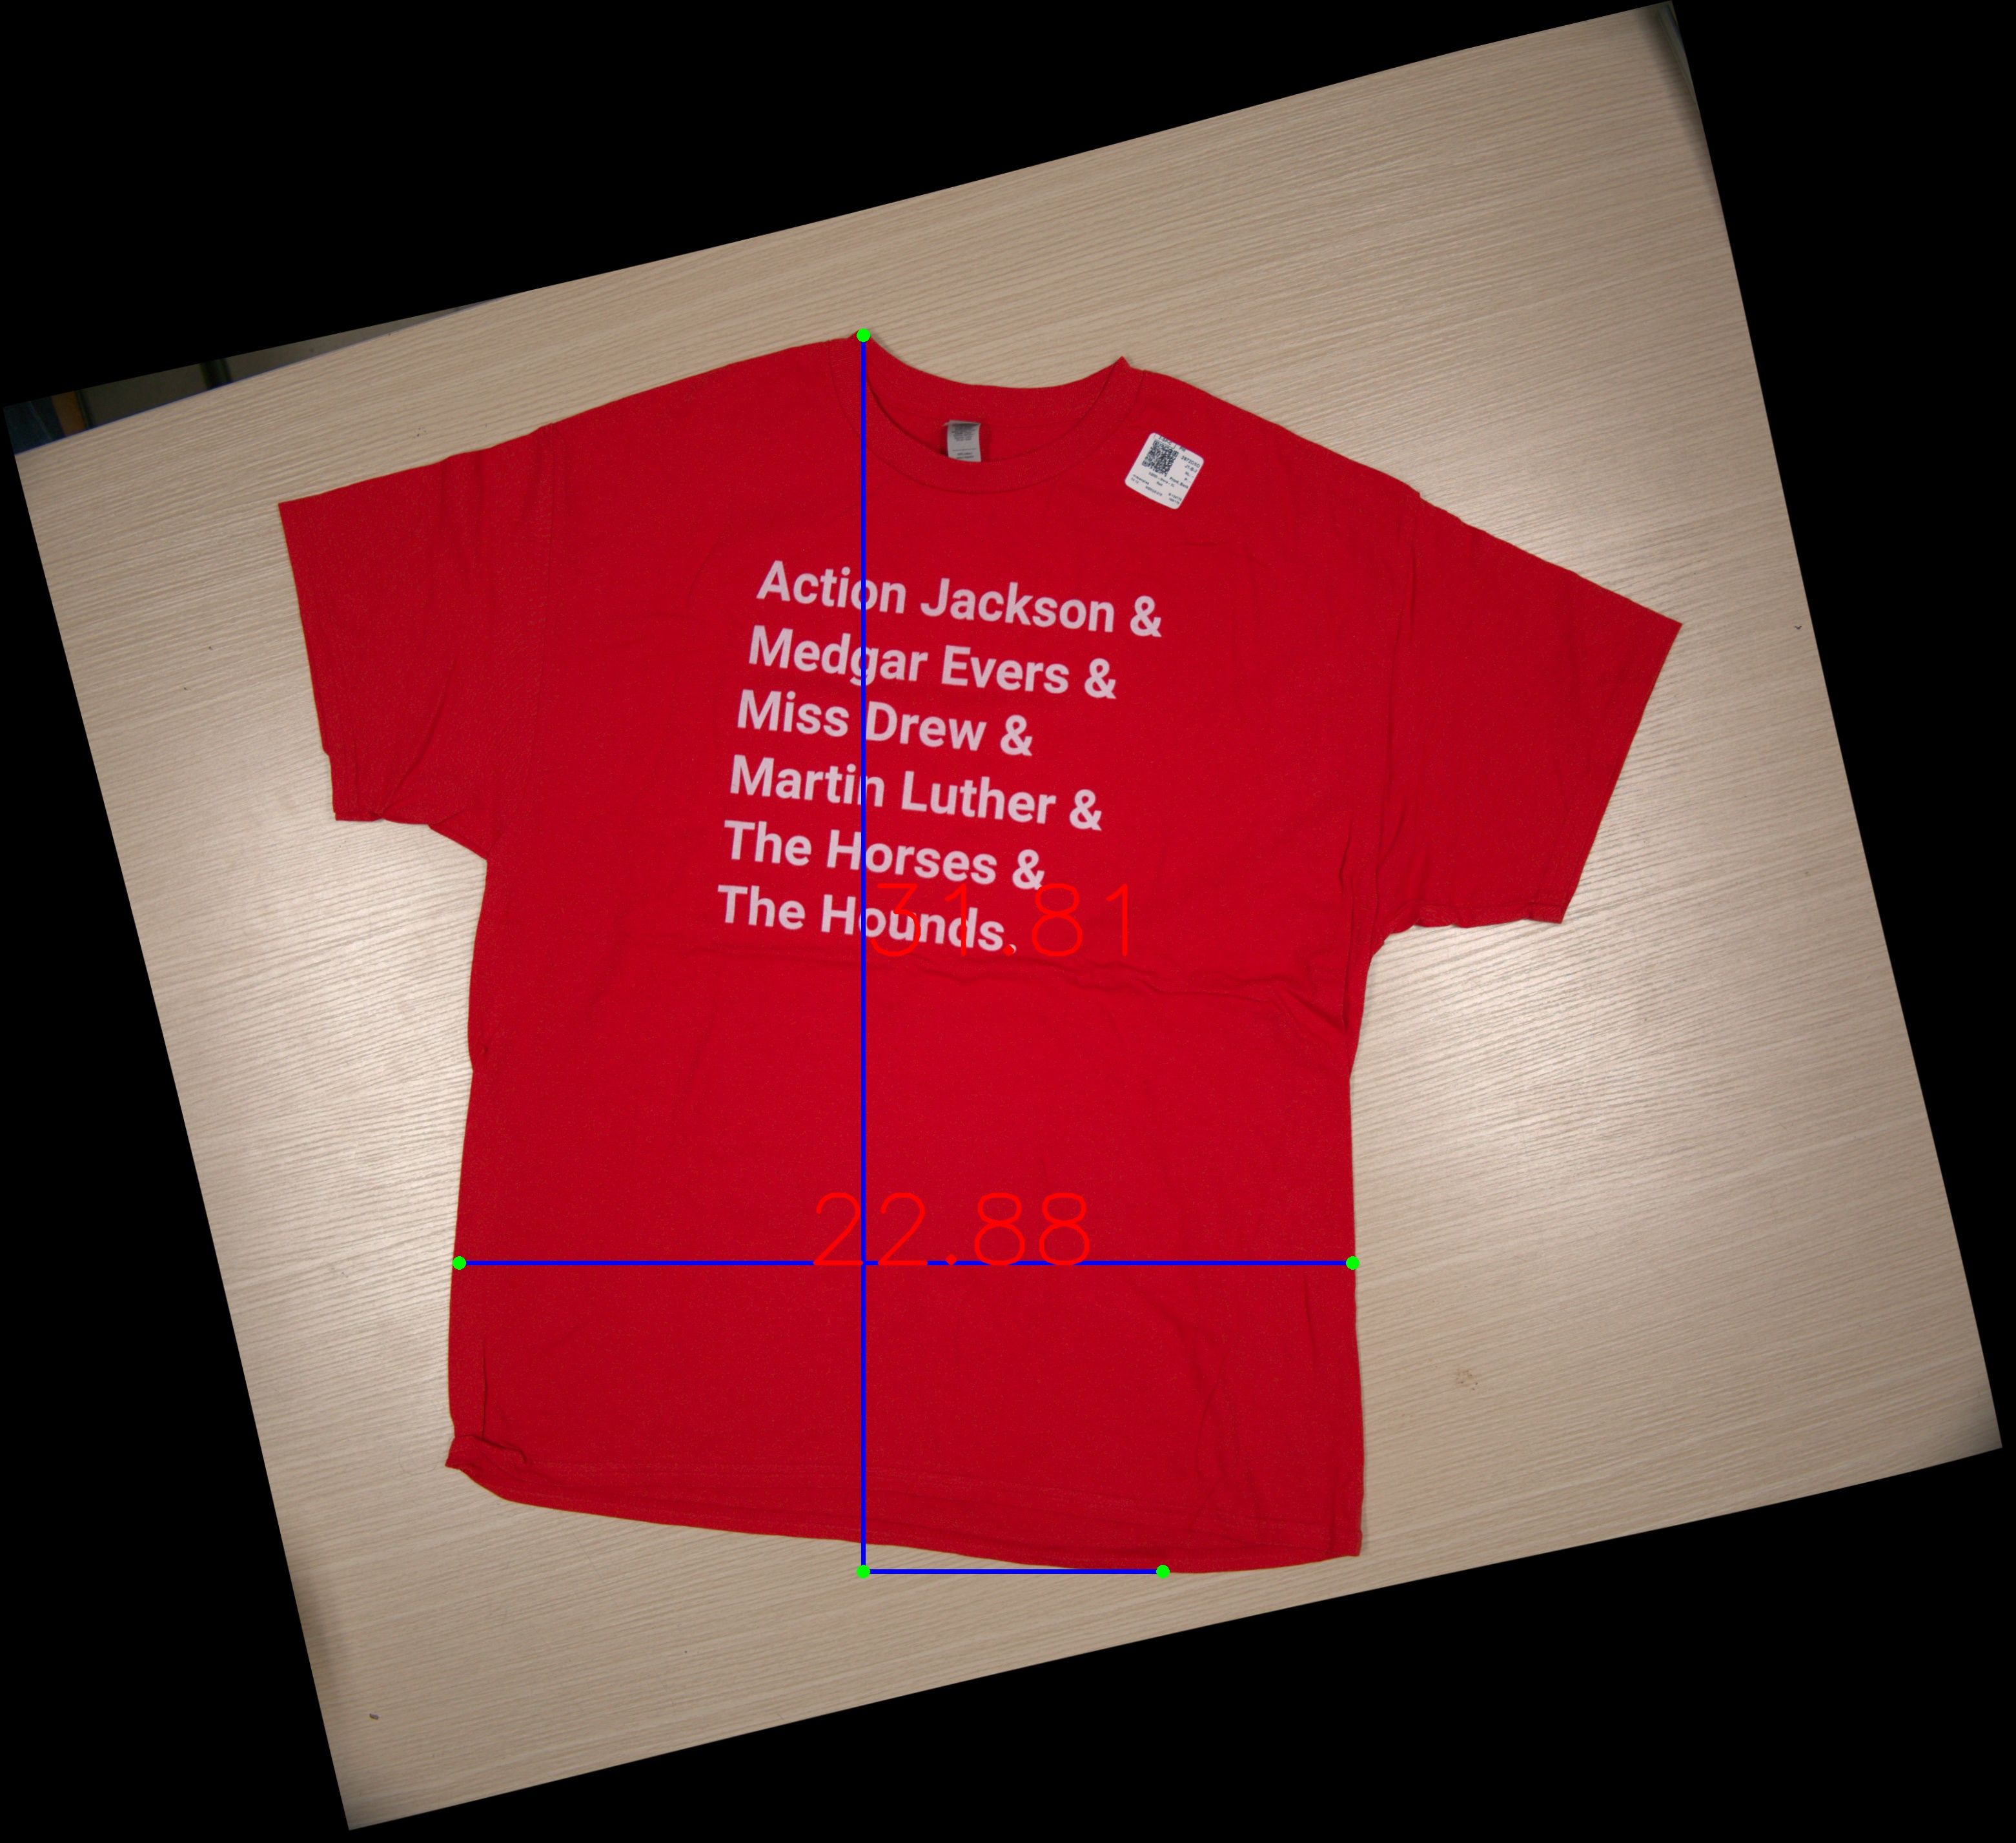 Action Jackson &
Medgar Evers &
Miss Drew &
Martin Luther &
The Horses &
The Hounds.
31.81
22.88